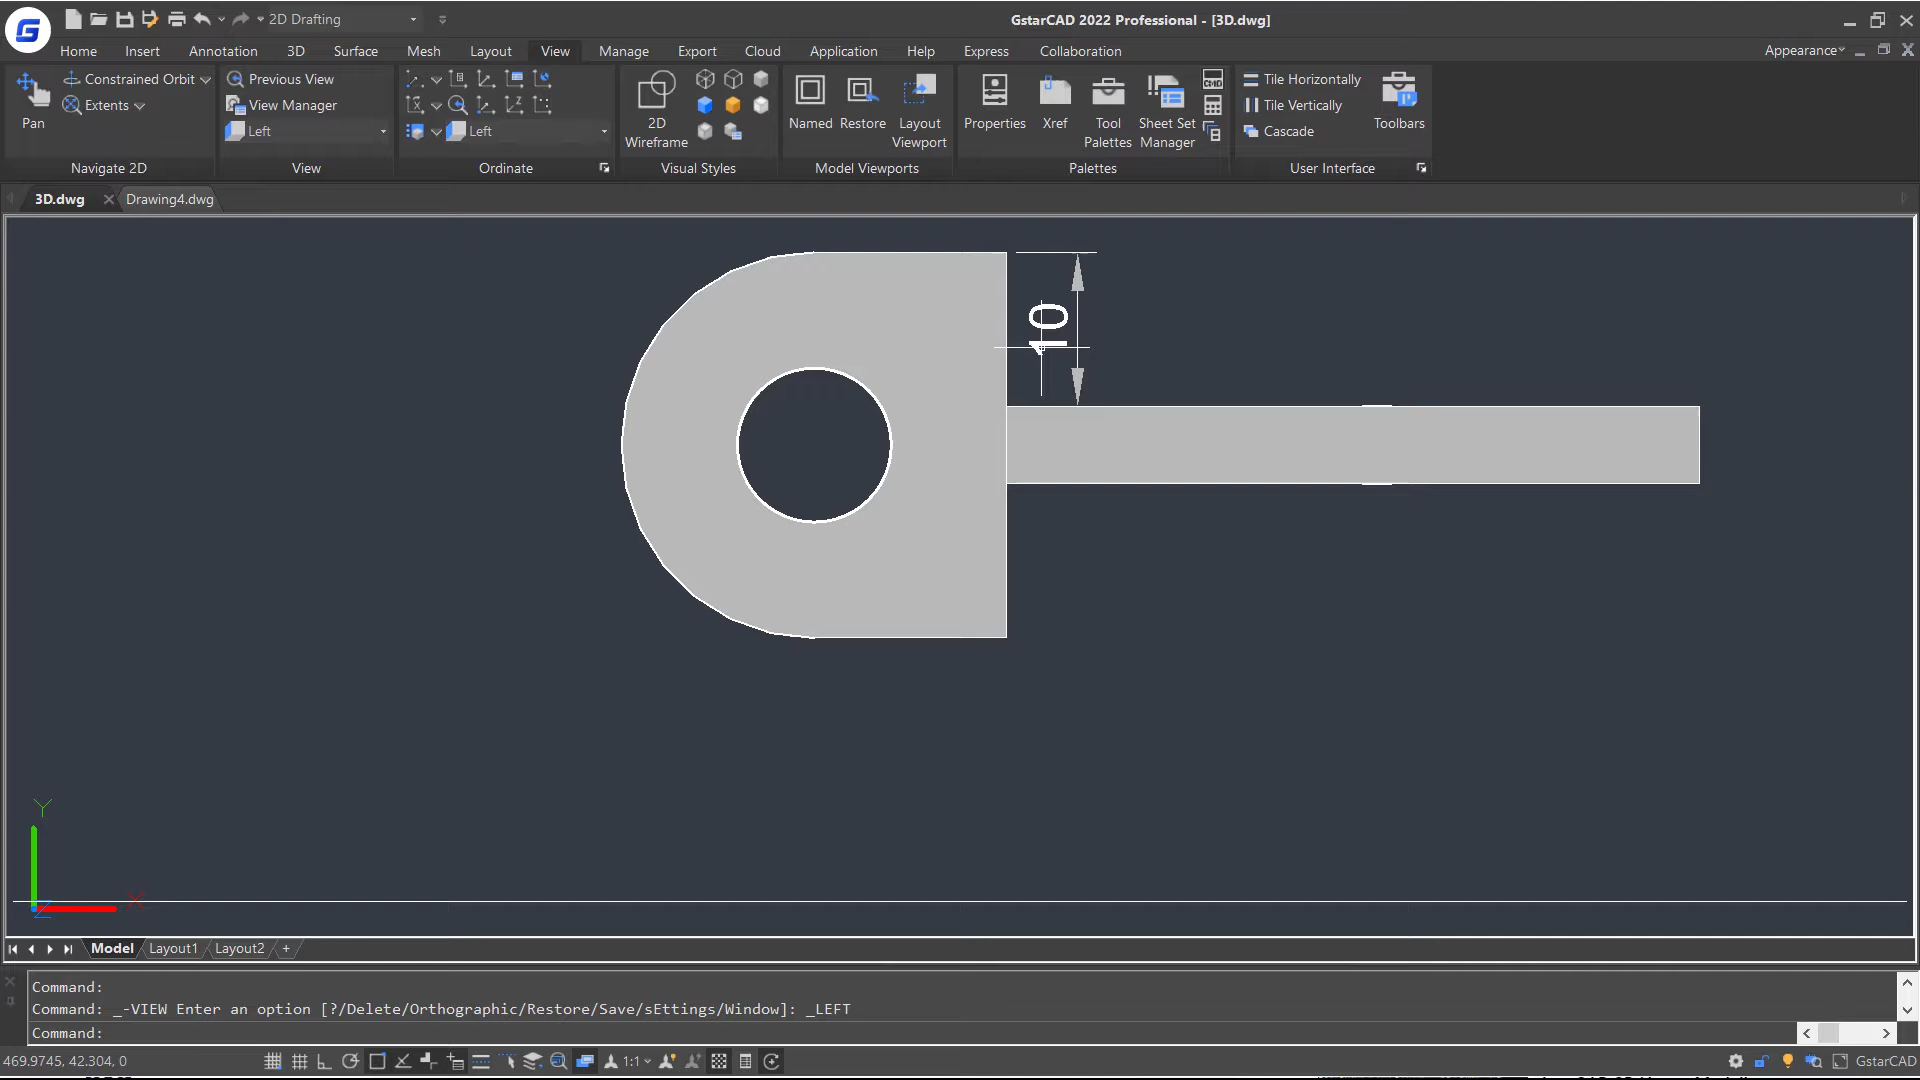 2D Drafting
GstarCAD 2022 Professional - [3D.dwg]
Home Insert Annotation 3D Surface Mesh Layout View Manage Export Cloud Application Help Express Collaboration Appearance
Pan
Constrained Orbit
Extents
Navigate 2D
Previous View
View Manager
Left
View
Left
Ordinate
2D
Wireframe
Visual Styles
Named
Restore
Layout
Viewport
Model Viewports
Properties
Xref
Tool
Palettes
Sheet Set
Manager
Palettes
Tile Horizontally
Tile Vertically
Cascade
Toolbars
User Interface
3D.dwg
Drawing4.dwg
10
Y
X
Z
Model Layout1 Layout2 +
Command:
Command: _-VIEW Enter an option [?/Delete/Orthographic/Restore/Save/sEttings/Window]: _LEFT
Command:
469.9745, 42.304, 0
1:1
GstarCAD